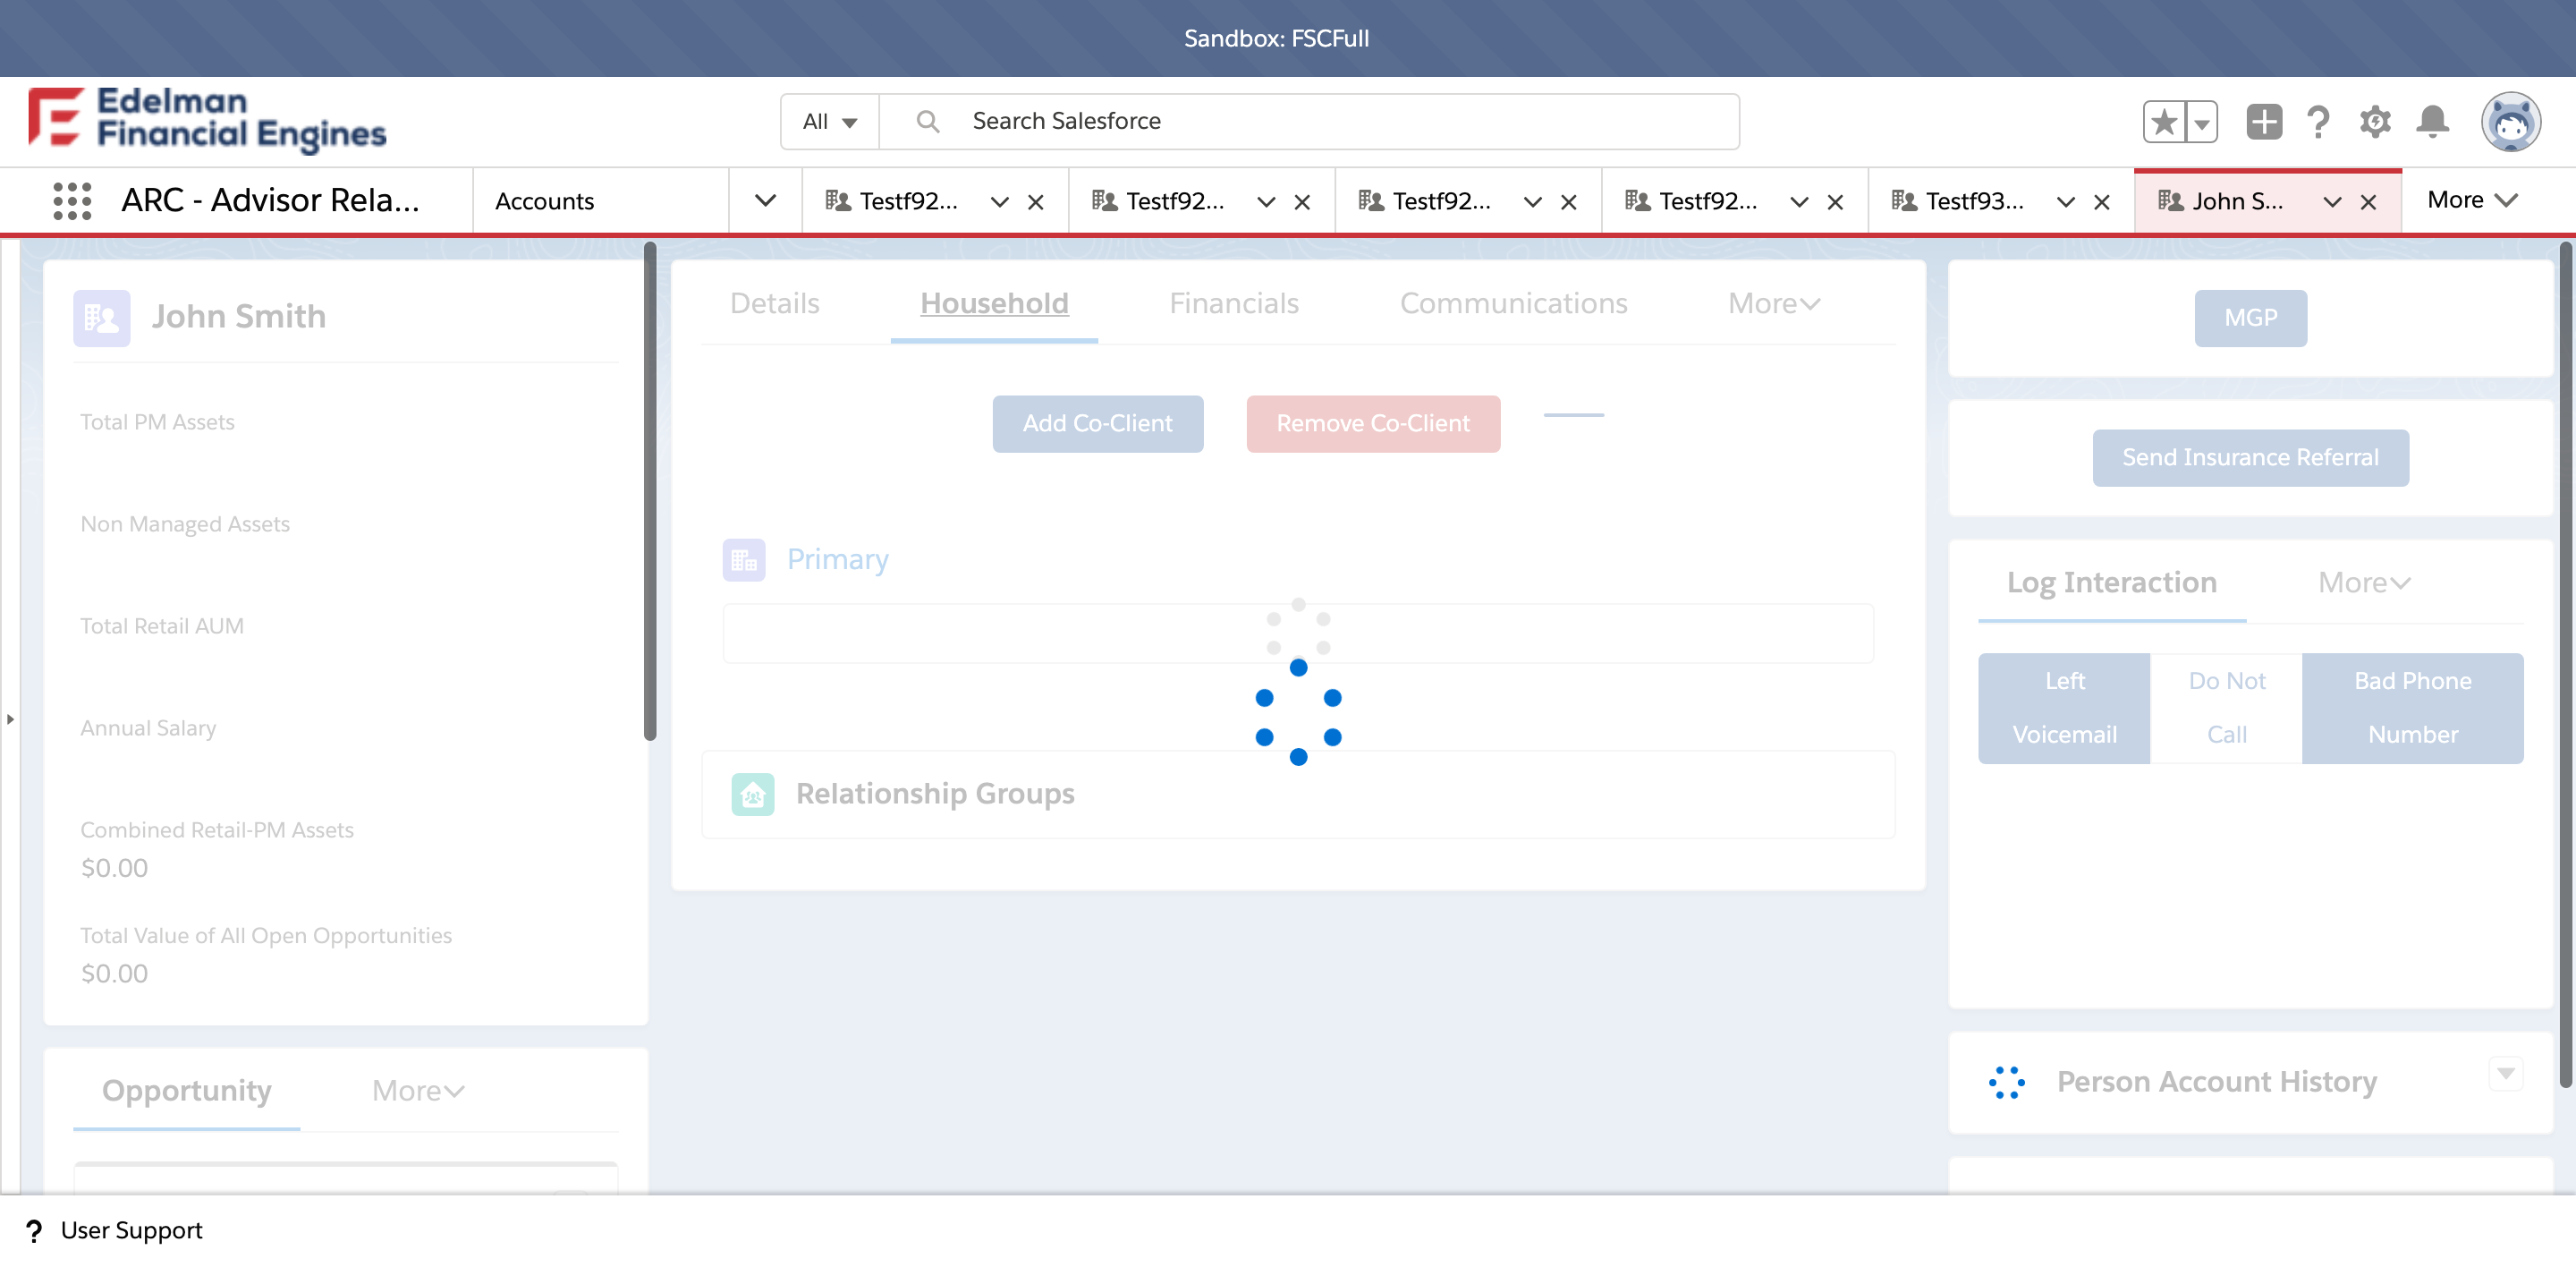 Sandbox: FSCFull
Edelman
Financial Engines
All
Search Salesforce
ARC - Advisor Rela...
Accounts
Testf92...
Testf92...
Testf92...
Testf92...
Testf93...
John S...
More
John Smith
Total PM Assets
Non Managed Assets
Total Retail AUM
Annual Salary
Combined Retail-PM Assets
$0.00
Total Value of All Open Opportunities
$0.00
Opportunity
More
Details
Household
Financials
Communications
More
Add Co-Client
Remove Co-Client
Primary
Relationship Groups
MGP
Send Insurance Referral
Log Interaction
More
Left
Voicemail
Do Not
Call
Bad Phone
Number
Person Account History
? User Support